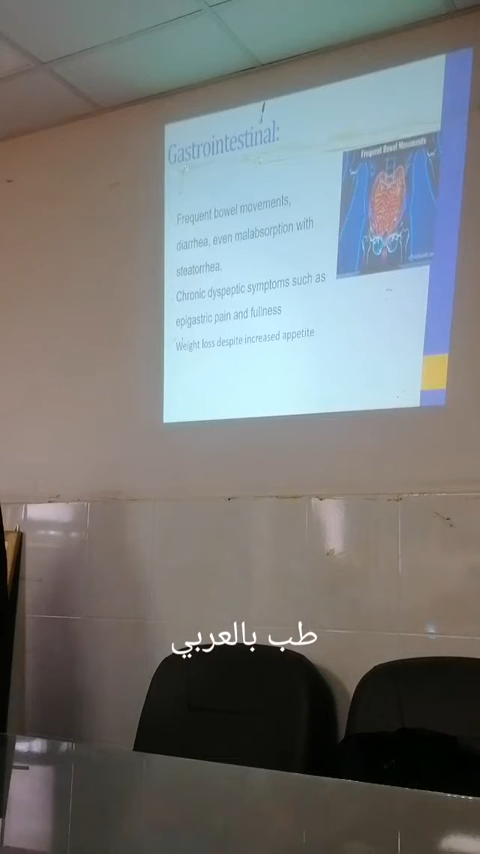 Gastrointestinal:
Frequent Bowel Movements
Frequent bowel movements,
diarrhea, even malabsorption with
steatorrhea.
Chronic dyspeptic symptoms such as
epigastric pain and fullness
Weight loss despite increased appetite
طب بالعربي